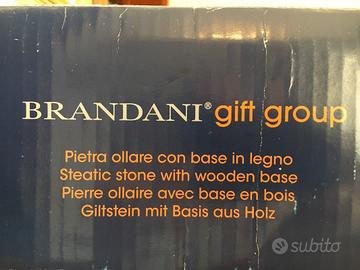 BRANDANI® gift group
Pietra ollare con base in legno
Steatic stone with wooden base
Pierre ollaire avec base en bois
Giltstein mit Basis aus Holz
subito